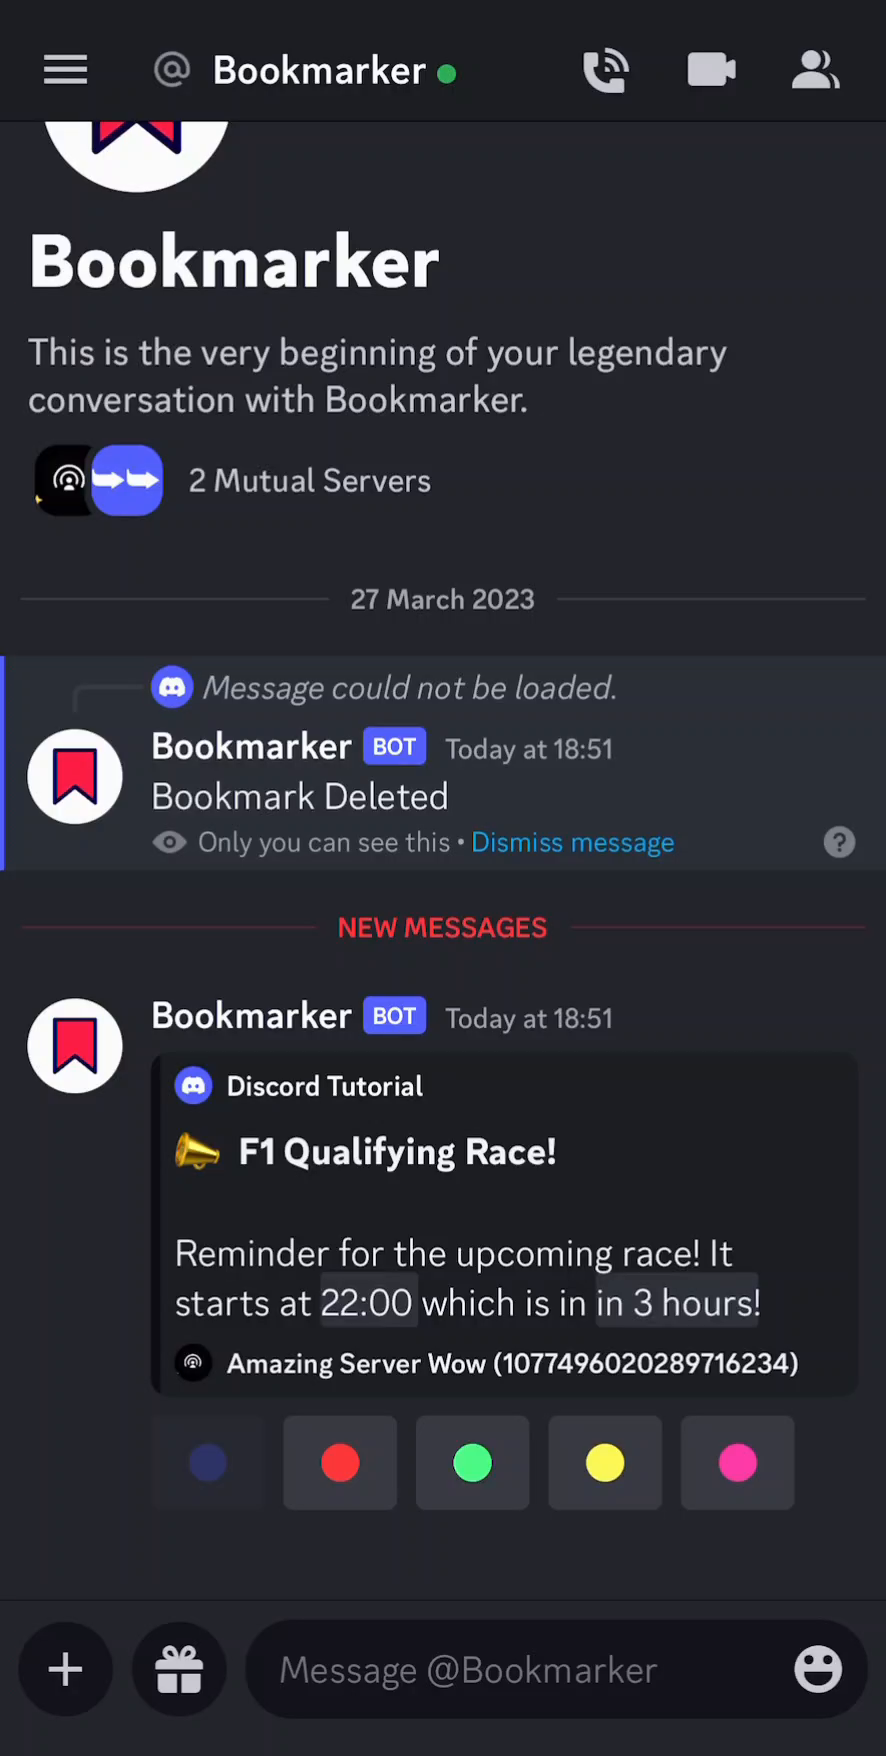 @ Bookmarker
Bookmarker
This is the very beginning of your legendary
conversation with Bookmarker.
2 Mutual Servers
27 March 2023
Message could not be loaded.
Bookmarker BOT Today at 18:51
Bookmark Deleted
Only you can see this • Dismiss message ?
NEW MESSAGES
Bookmarker BOT Today at 18:51
Discord Tutorial
F1 Qualifying Race!
Reminder for the upcoming race! It
starts at 22:00 which is in in 3 hours!
Amazing Server Wow (1077496020289716234)
Message @Bookmarker